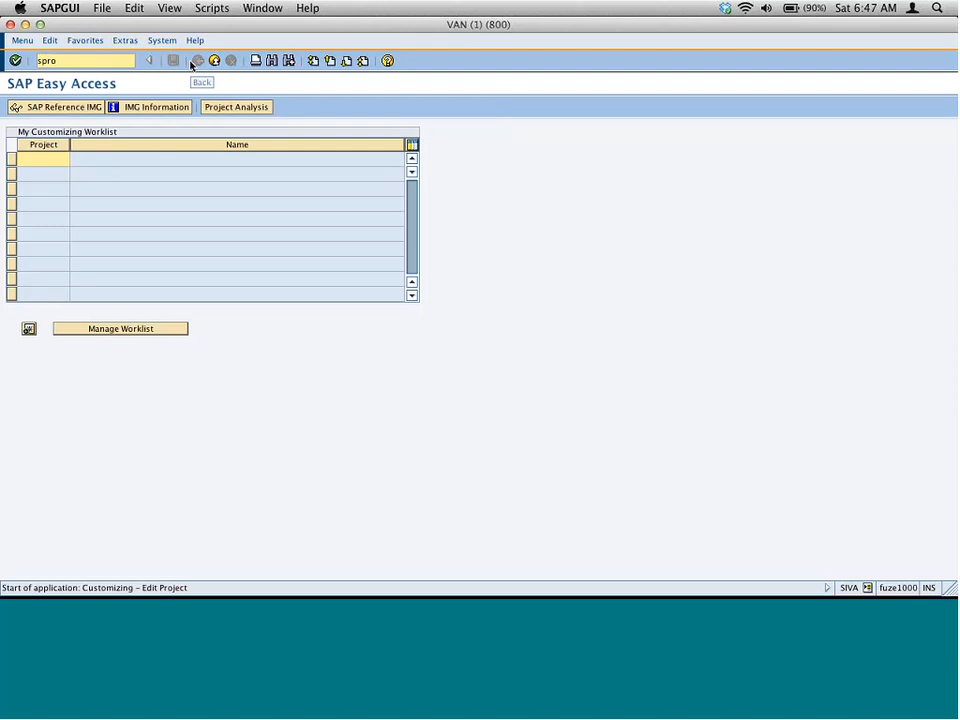 SAPGUI File Edit View Scripts Window Help (90%) Sat 6:47 AM
VAN (1) (800)
Menu Edit Favorites Extras System Help
spro
Back
SAP Easy Access
SAP Reference IMG IMG Information Project Analysis
My Customizing Worklist
Project Name
Manage Worklist
Start of application: Customizing – Edit Project SIVA fuze1000 INS